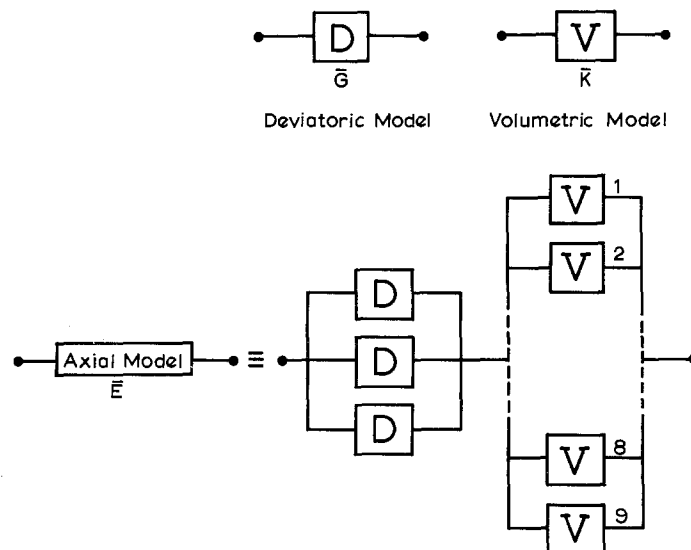 D V
Ḡ K̄
Deviatoric Model Volumetric Model
V 1
V 2
D
Axial Model ≡ D
Ē
D
V 8
V 9